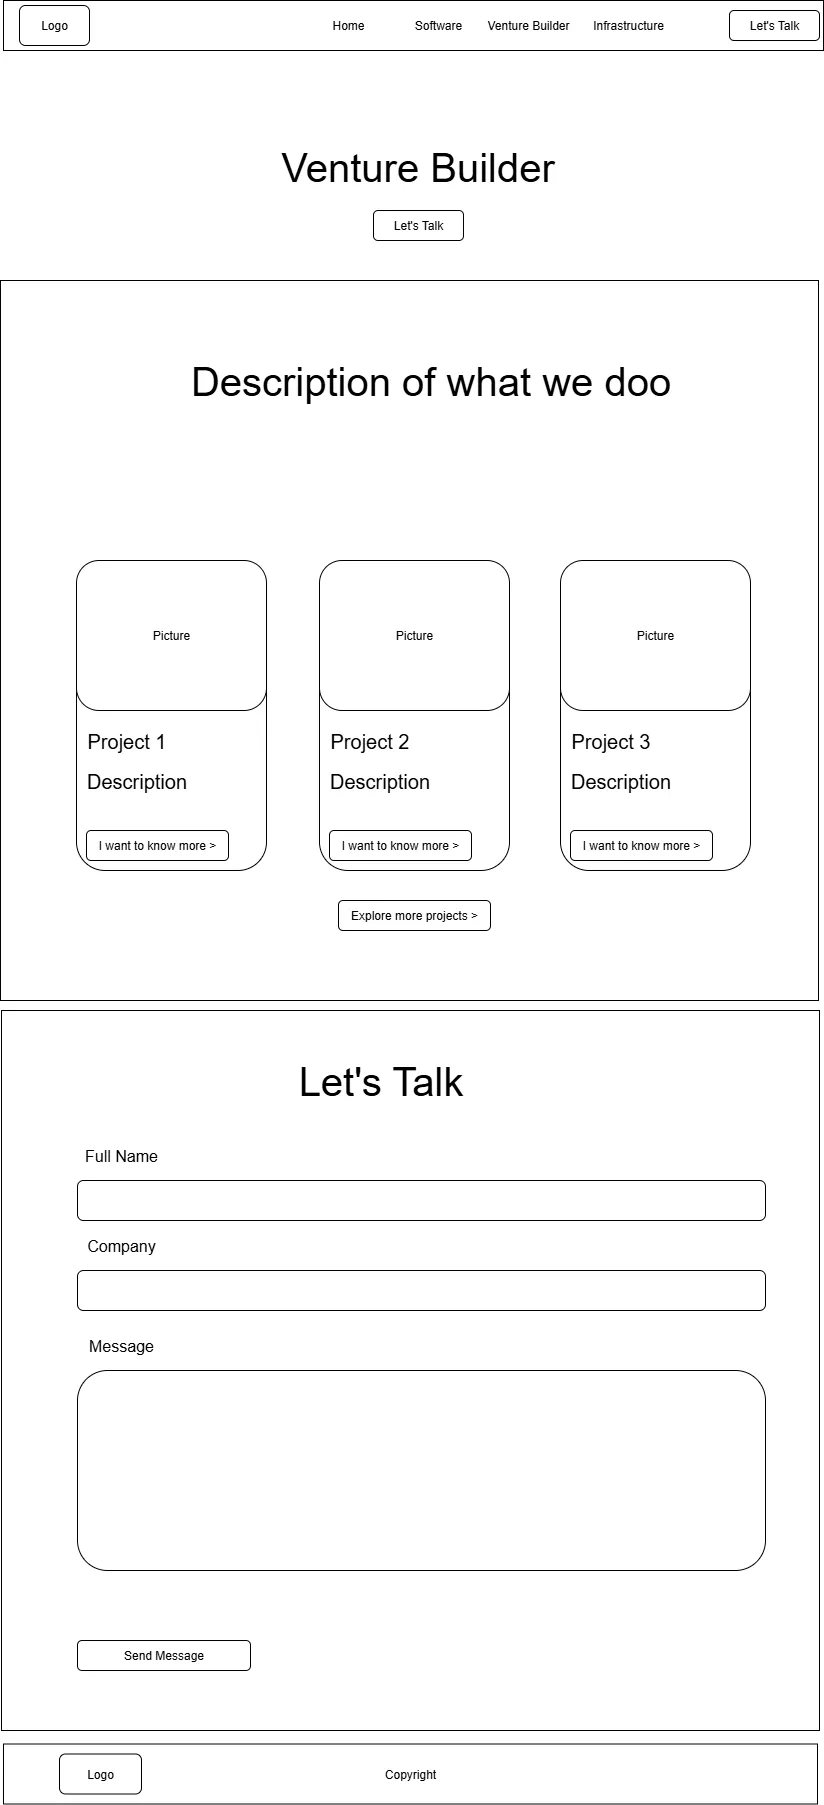 Logo
Home
Software
Venture Builder
Infrastructure
Let's Talk
Venture Builder
Let's Talk
Description of what we doo
Picture
Picture
Picture
Project 1
Description
I want to know more >
Project 2
Description
I want to know more >
Project 3
Description
I want to know more >
Explore more projects >
Let's Talk
Full Name
Company
Message
Send Message
Logo
Copyright